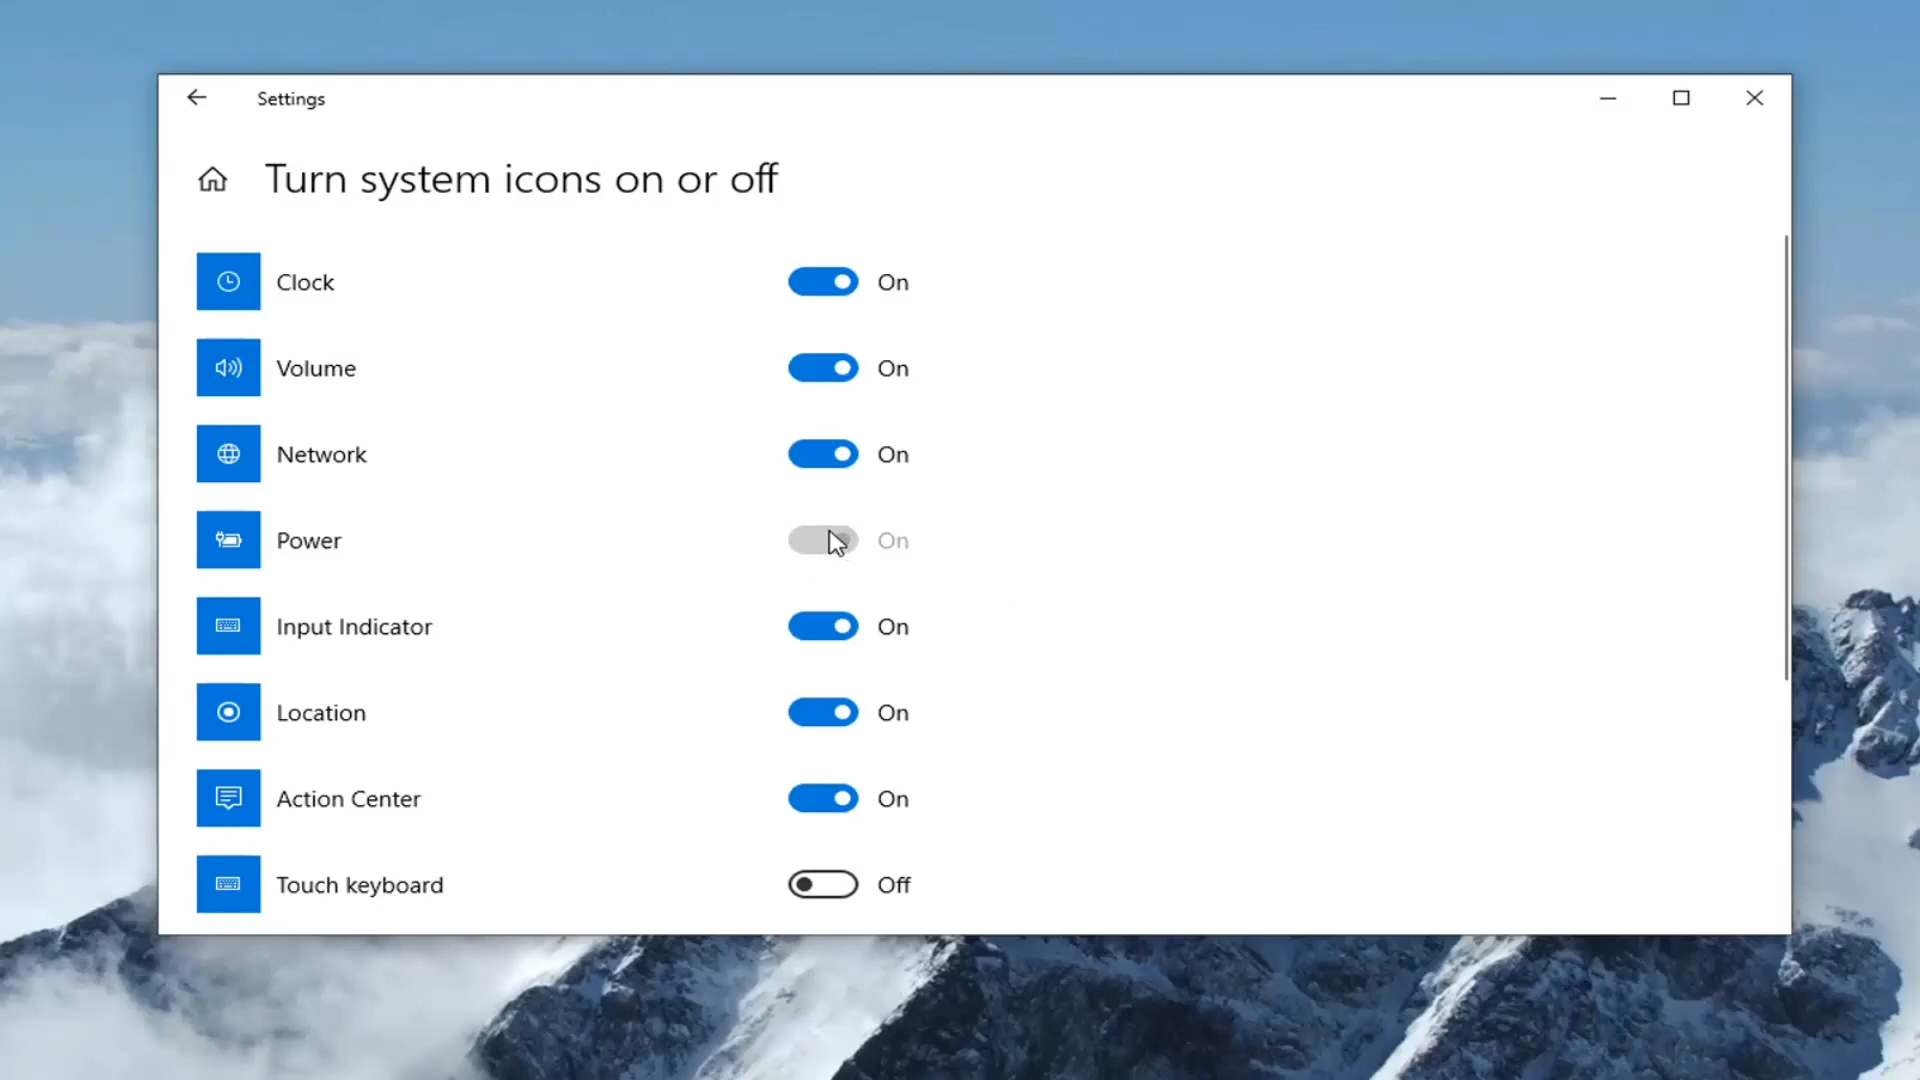 Settings
Turn system icons on or off
Clock On
Volume On
Network On
Power On
Input Indicator On
Location On
Action Center On
Touch keyboard Off